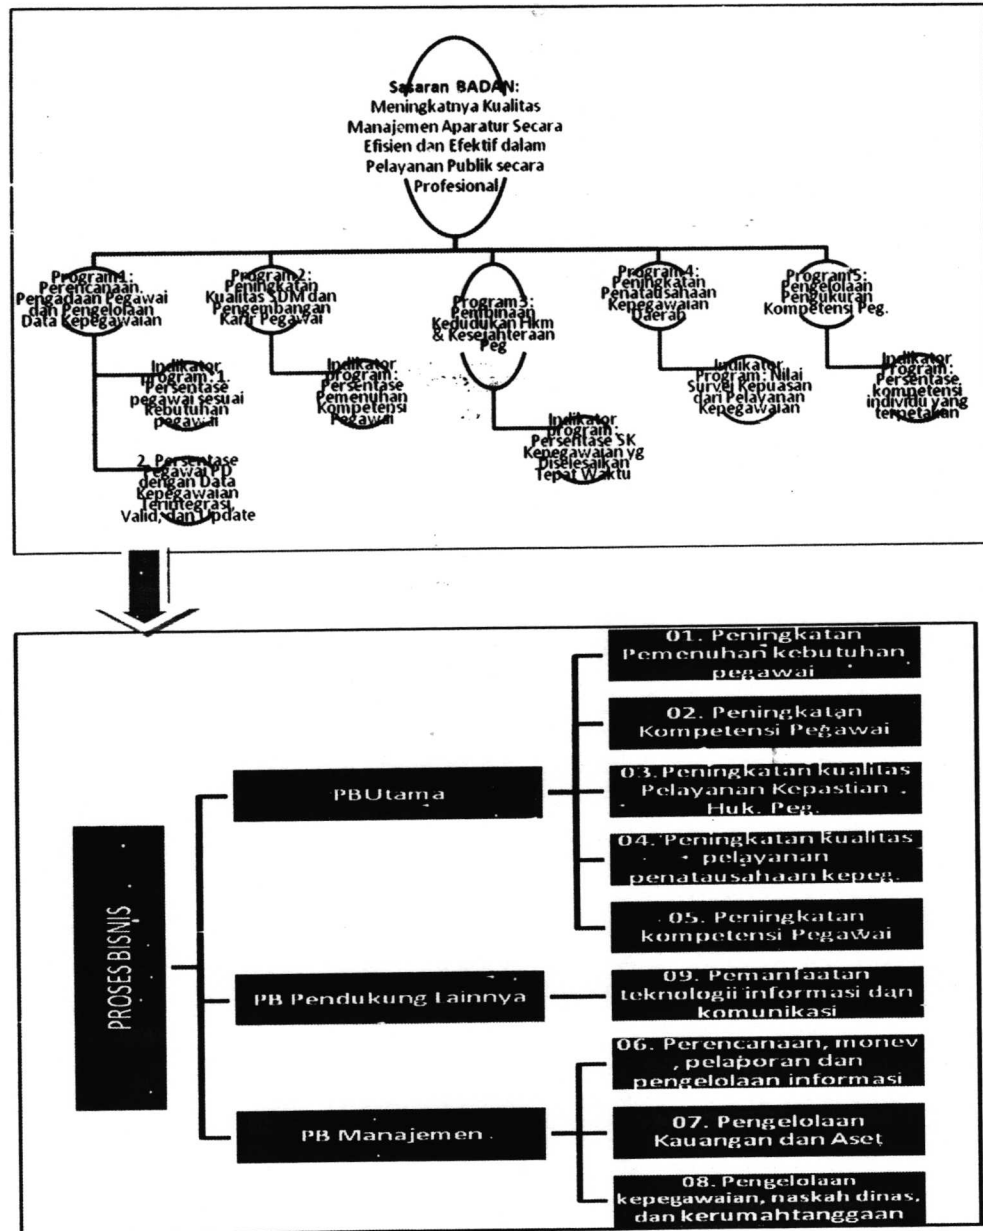 Sasaran BADAN:
Meningkatnya Kualitas
Manajemen Aparatur Secara
Efisien dan Efektif dalam
Pelayanan Publik secara
Profesional
Program 1:
Perencanaan
Pengadaan Pegawai
dan Pengelolaan
Data Kepegawaian
Program 2:
Peningkatan
Kualitas SDM dan
Pengembangan
Karir Pegawai
Program 3:
Pembinaan
Kedudukan Hkm
& Kesejahteraan
Peg
Program 4:
Peningkatan
Penatausahaan
Kepegawaian
Daerah
Program 5:
Pengelolaan
Pengukuran
Kompetensi Peg.
Indikator
program: 1.
Persentase
pegawai sesuai
kebutuhan
pegawai
Indikator
program:
Persentase
Pemenuhan
Kompetensi
Pegawai
Indikator
program:
Persentase SK
Kepegawaian yg
Diselesaikan
Tepat Waktu
Indikator
Program : Nilai
Survei Kepuasan
dari Pelayanan
Kepegawaian
Indikator
Program:
Persentase
kompetensi
individu yang
terpetakan
2. Persentase
Pegawai PD
dengan Data
Kepegawaian
Terintegrasi,
Valid, dan Update
PROSES BISNIS
PBUtama
01. Peningkatan
Pemenuhan kebutuhan
pegawai
02. Peningkatan
Kompetensi Pegawai
03. Peningkatan kualitas
Pelayanan Kepastian
Huk. Peg.
04. Peningkatan kualitas
pelayanan
penatausahaan kepeg.
05. Peningkatan
kompetensi Pegawai
PB Pendukung Lainnya
09. Pemanfaatan
teknologii informasi dan
komunikasi
PB Manajemen
06. Perencanaan, monev
, pelaporan dan
pengelolaan informasi
07. Pengelolaan
Kauangan dan Aset
08. Pengelolaan
kepegawaian, naskah dinas,
dan kerumahtanggaan